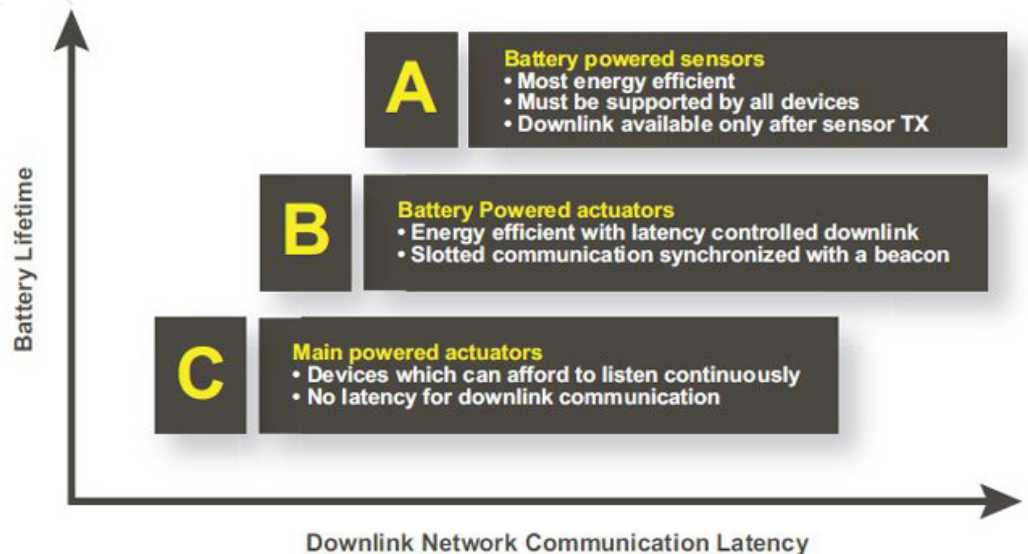 Battery Lifetime
A
Battery powered sensors
• Most energy efficient
• Must be supported by all devices
• Downlink available only after sensor TX
B
Battery Powered actuators
• Energy efficient with latency controlled downlink
• Slotted communication synchronized with a beacon
C
Main powered actuators
• Devices which can afford to listen continuously
• No latency for downlink communication
Downlink Network Communication Latency